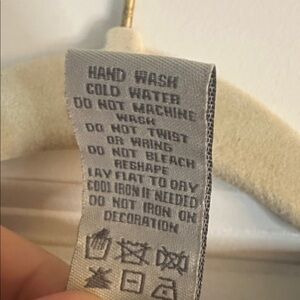 HAND WASH
COLD WATER
DO NOT MACHINE
WASH
DO NOT TWIST
OR WRING
DO NOT BLEACH
RESHAPE
LAY FLAT TO DRY
COOL IRON IF NEEDED
DO NOT IRON ON
DECORATION